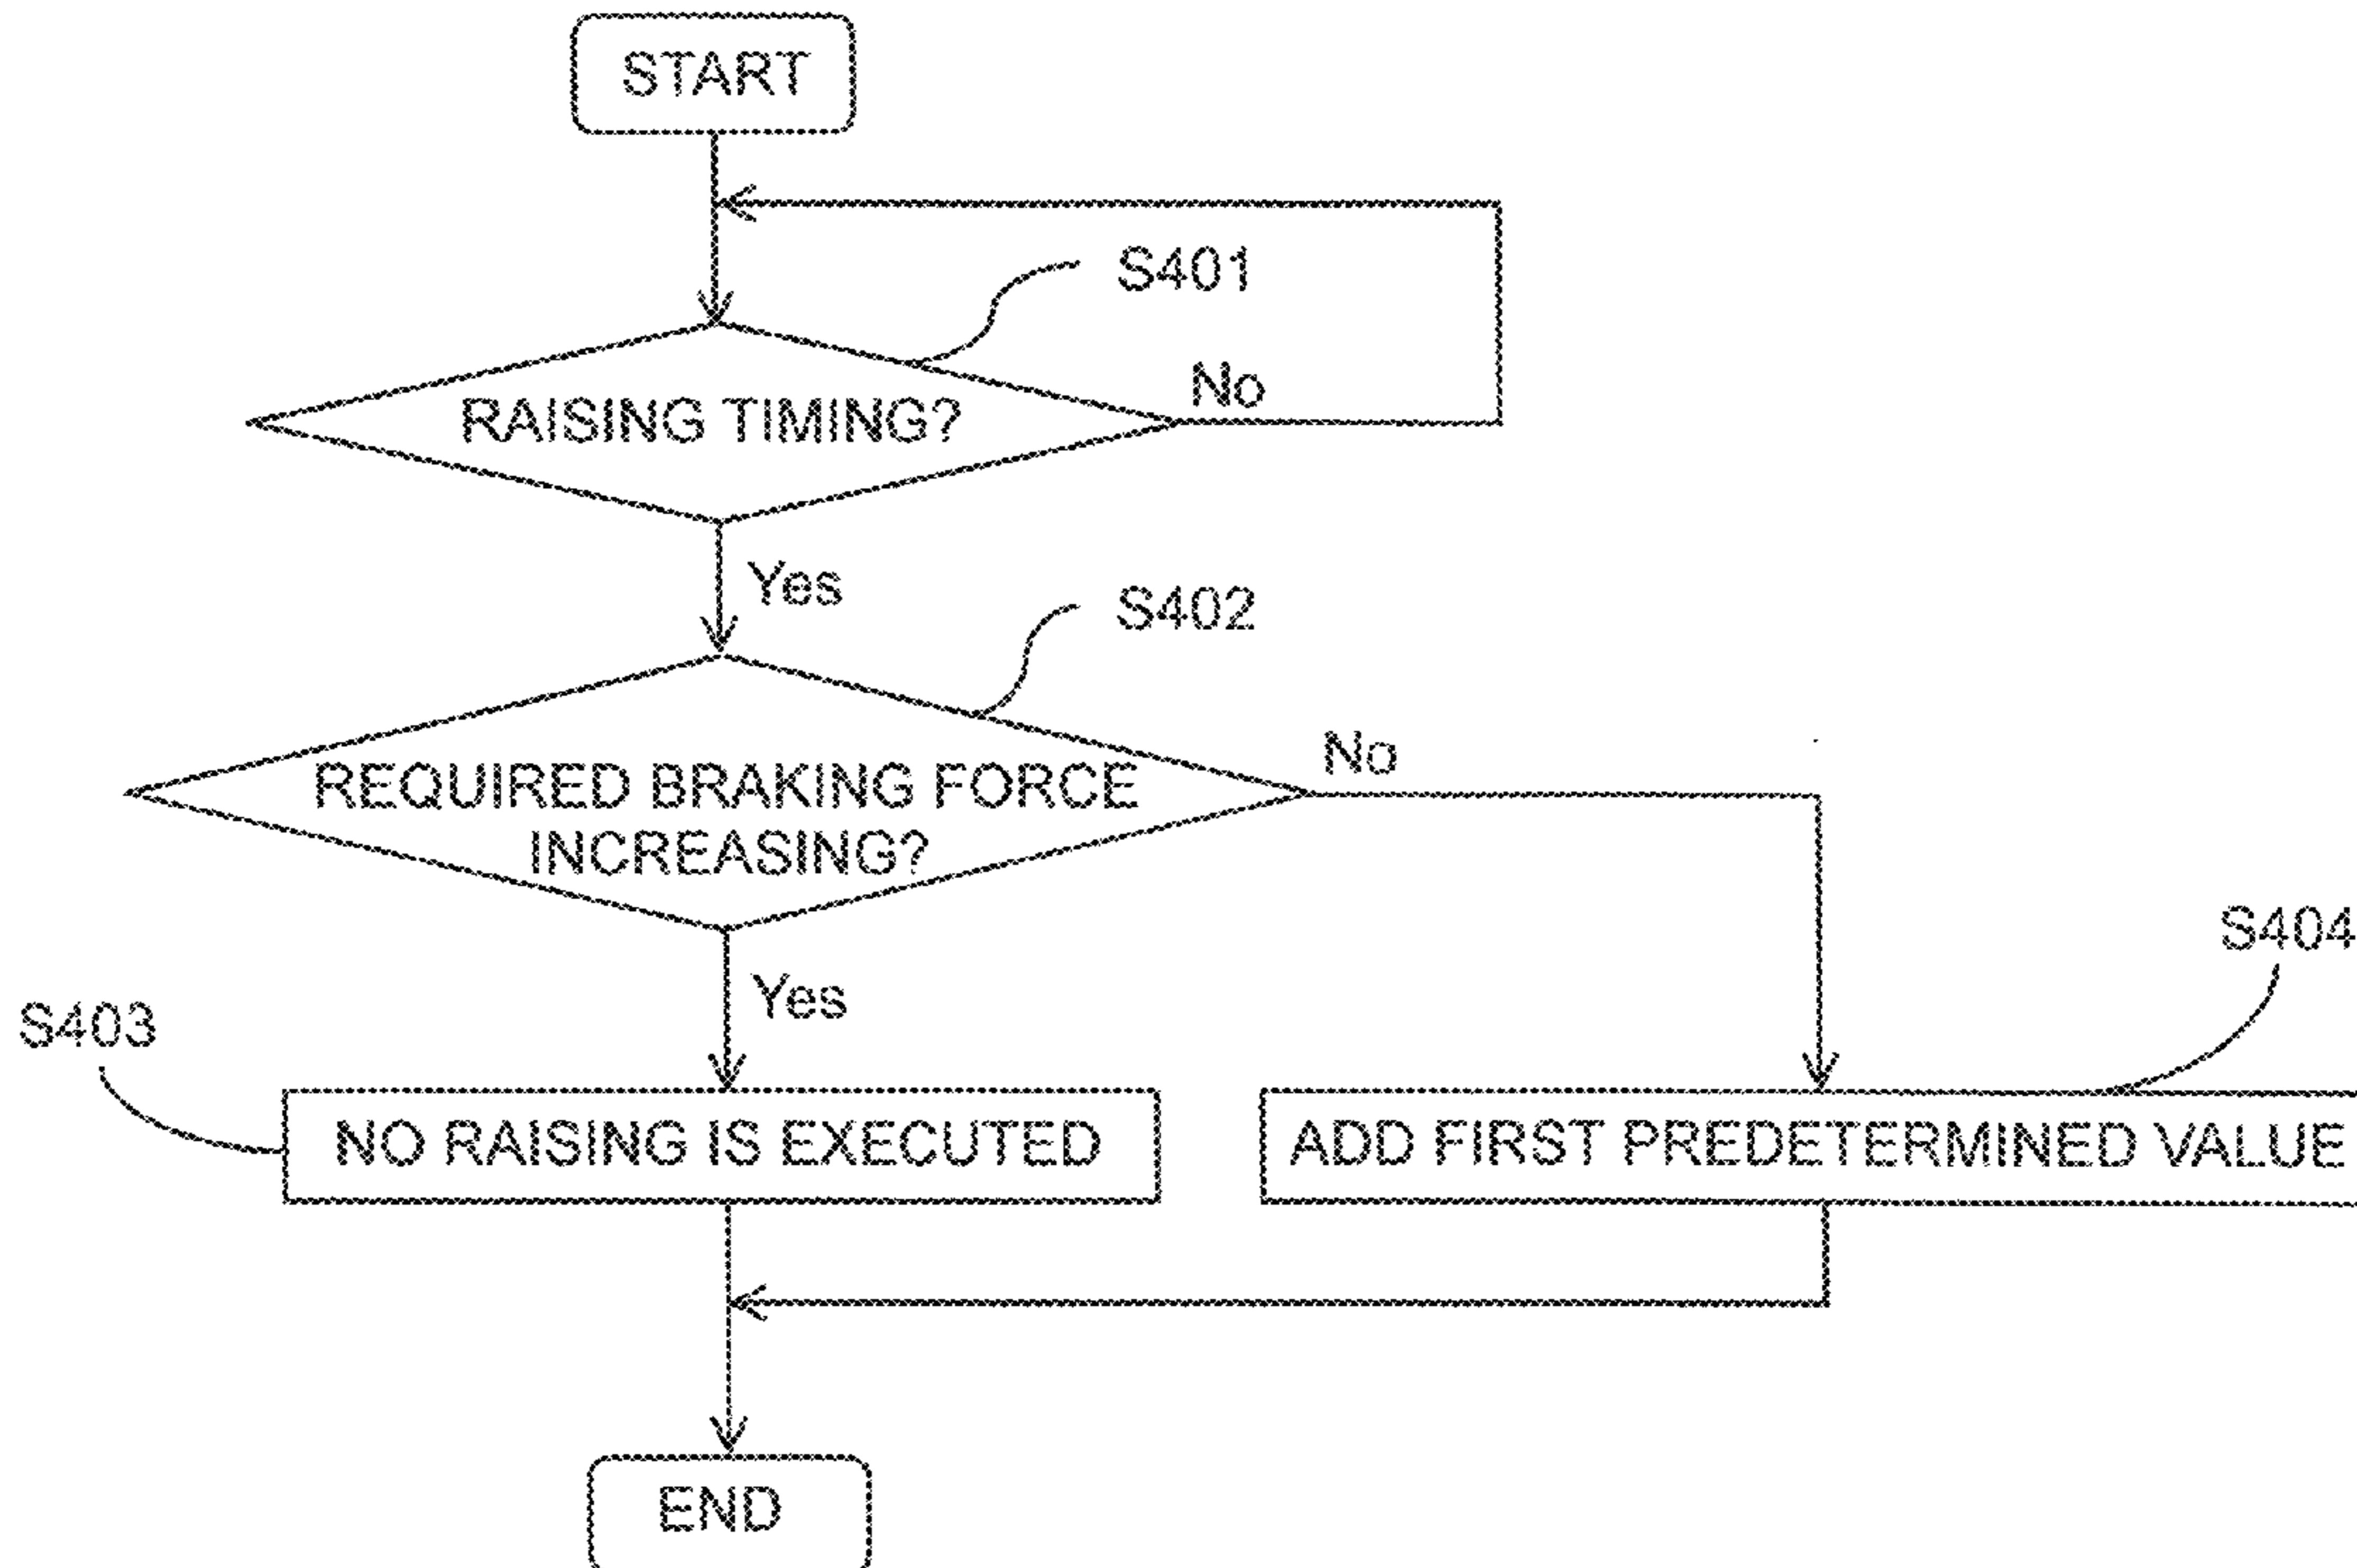 START
S401
RAISING TIMING?
No
Yes
S402
REQUIRED BRAKING FORCE
INCREASING?
No
Yes
S403
S404
NO RAISING IS EXECUTED
ADD FIRST PREDETERMINED VALUE
END